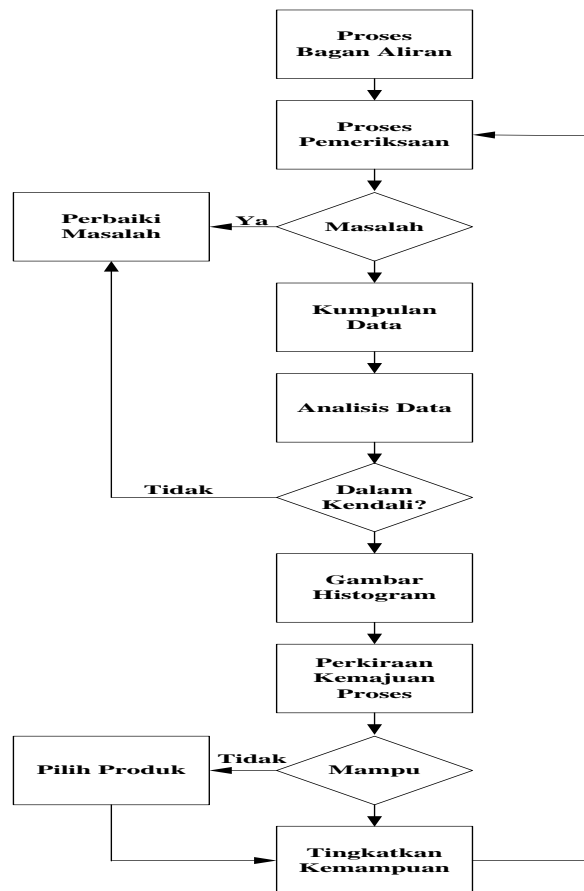 Proses
Bagan Aliran
Proses
Pemeriksaan
Perbaiki
Masalah
Ya
Masalah
Kumpulan
Data
Analisis Data
Tidak
Dalam
Kendali?
Gambar
Histogram
Perkiraan
Kemajuan
Proses
Pilih Produk
Tidak
Mampu
Tingkatkan
Kemampuan